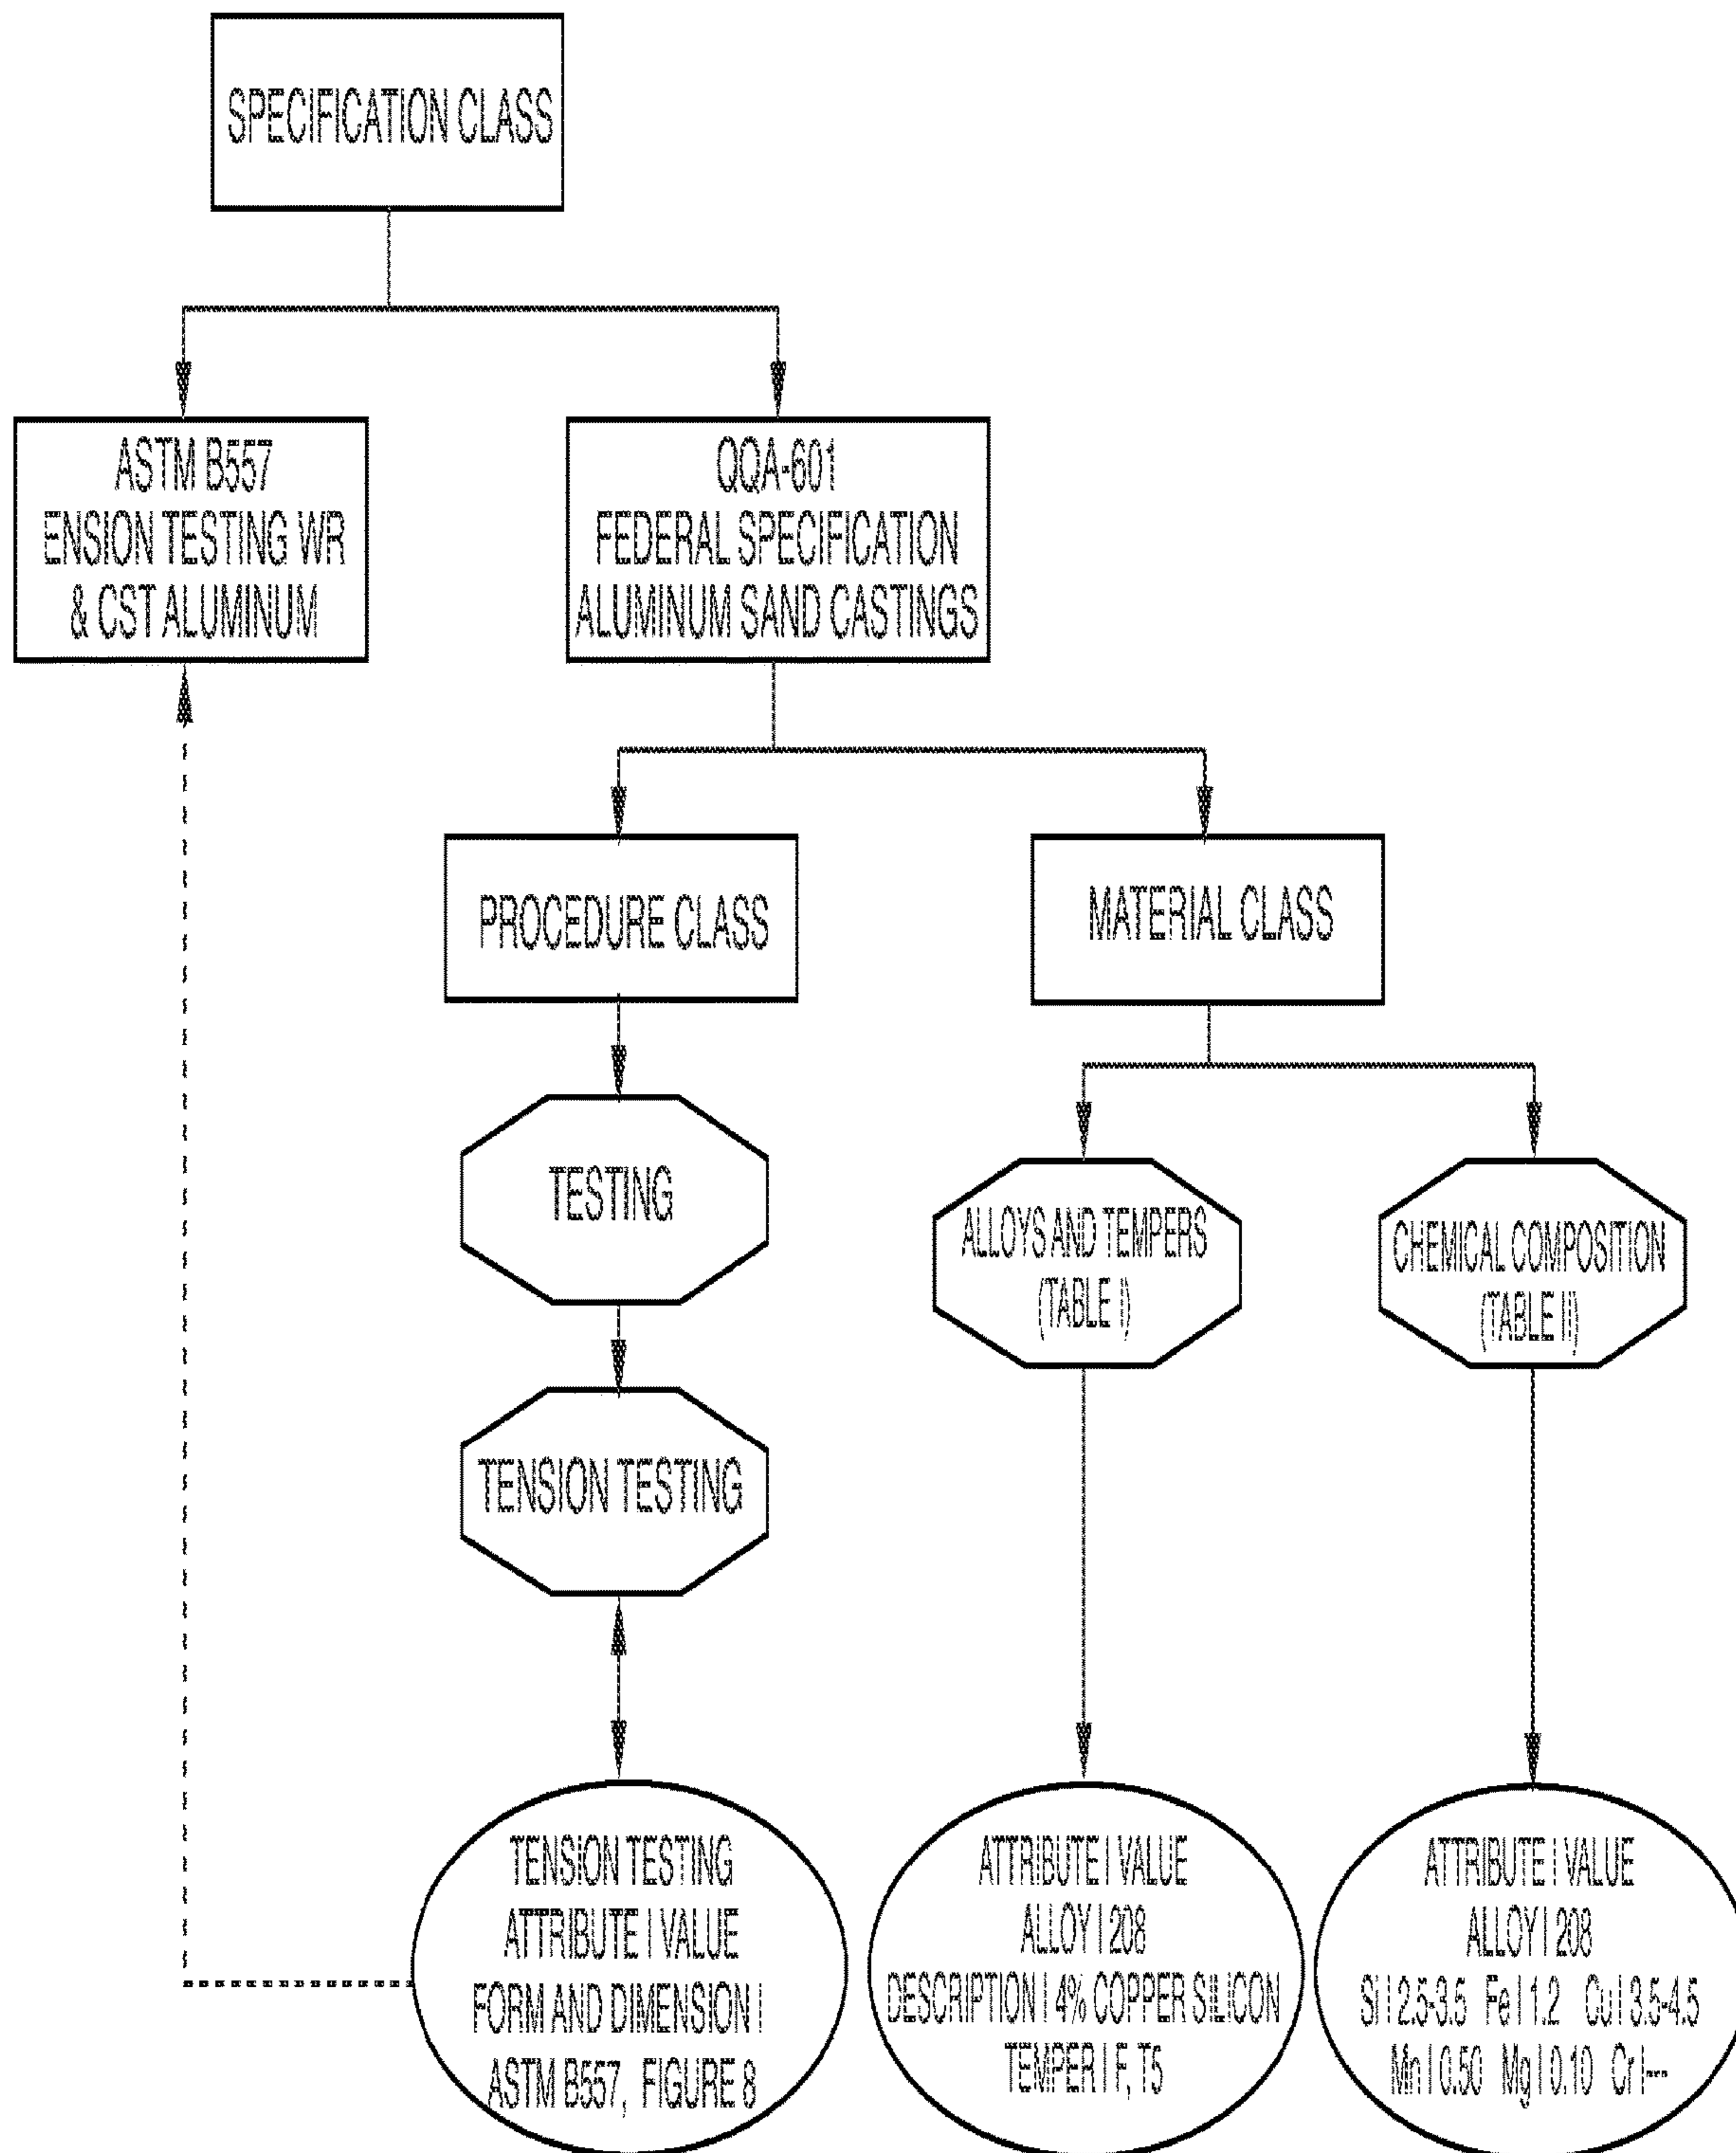 SPECIFICATION CLASS
ASTM B557
ENSION TESTING WR
& CST ALUMINUM
QQA-601
FEDERAL SPECIFICATION
ALUMINUM SAND CASTINGS
PROCEDURE CLASS
MATERIAL CLASS
TESTING
ALLOYS AND TEMPERS
(TABLE I)
CHEMICAL COMPOSITION
(TABLE II)
TENSION TESTING
TENSION TESTING
ATTRIBUTE | VALUE
FORM AND DIMENSION |
ASTM B557, FIGURE 8
ATTRIBUTE | VALUE
ALLOY | 208
DESCRIPTION | 4% COPPER SILICON
TEMPER | F, T5
ATTRIBUTE | VALUE
ALLOY | 208
Si | 2.5-3.5 Fe | 1.2 Cu | 3.5-4.5
Mn | 0.50 Mg | 0.10 Cr |---